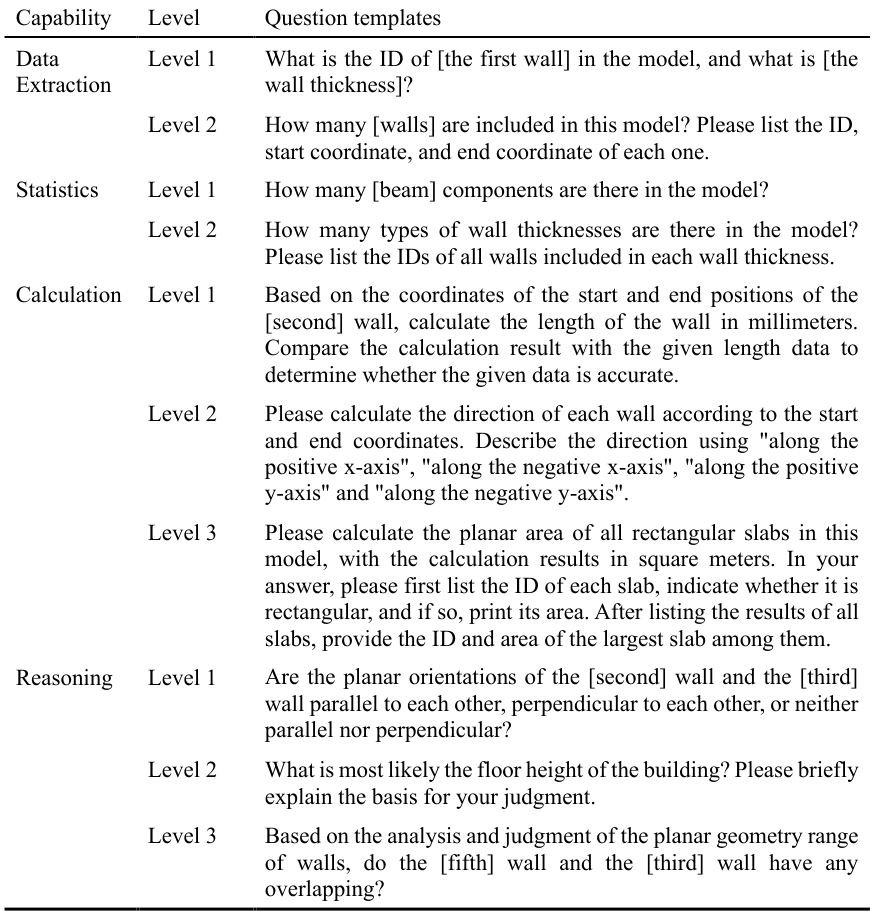 Capability Level Question templates
Data Level 1 What is the ID of [the first wall] in the model, and what is [the
Extraction wall thickness]?
Level 2 How many [walls] are included in this model? Please list the ID,
start coordinate, and end coordinate of each one.
Statistics Level 1 How many [beam] components are there in the model?
Level 2 How many types of wall thicknesses are there in the model?
Please list the IDs of all walls included in each wall thickness.
Calculation Level 1 Based on the coordinates of the start and end positions of the
[second] wall, calculate the length of the wall in millimeters.
Compare the calculation result with the given length data to
determine whether the given data is accurate.
Level 2 Please calculate the direction of each wall according to the start
and end coordinates. Describe the direction using "along the
positive x-axis", "along the negative x-axis", "along the positive
y-axis" and "along the negative y-axis".
Level 3 Please calculate the planar area of all rectangular slabs in this
model, with the calculation results in square meters. In your
answer, please first list the ID of each slab, indicate whether it is
rectangular, and if so, print its area. After listing the results of all
slabs, provide the ID and area of the largest slab among them.
Reasoning Level 1 Are the planar orientations of the [second] wall and the [third]
wall parallel to each other, perpendicular to each other, or neither
parallel nor perpendicular?
Level 2 What is most likely the floor height of the building? Please briefly
explain the basis for your judgment.
Level 3 Based on the analysis and judgment of the planar geometry range
of walls, do the [fifth] wall and the [third] wall have any
overlapping?